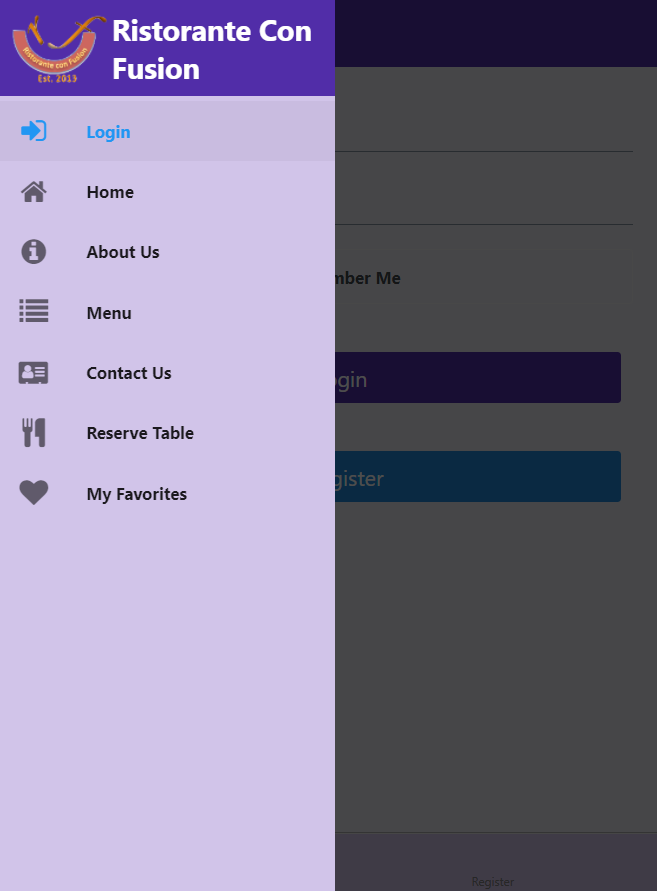 Ristorante con Fusion
Est. 2013
Ristorante Con
Fusion
Login
Home
About Us
Menu
Contact Us
Reserve Table
My Favorites
mber Me
gin
gister
Register